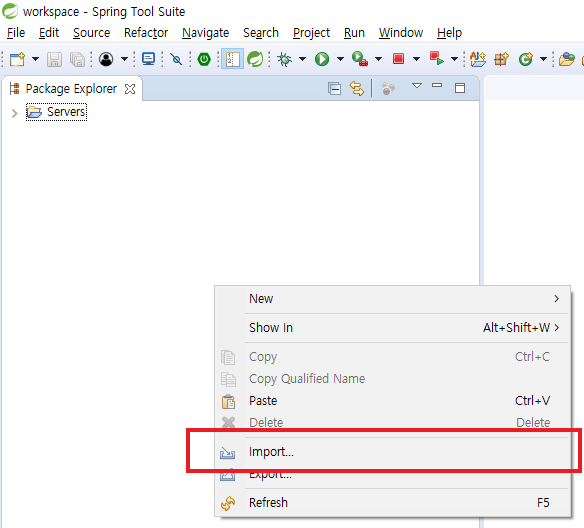 workspace - Spring Tool Suite
File Edit Source Refactor Navigate Search Project Run Window Help
Package Explorer
Servers
New
Show In Alt+Shift+W
Copy Ctrl+C
Copy Qualified Name
Paste Ctrl+V
Delete Delete
Import...
Export...
Refresh F5